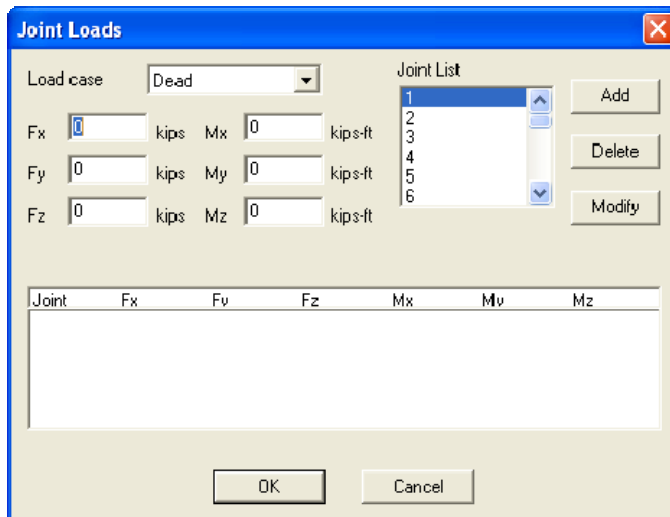 Joint Loads
Load case Dead
Joint List
1
2
3
4
5
6
Add
Delete
Modify
Fx 0 kips Mx 0 kips-ft
Fy 0 kips My 0 kips-ft
Fz 0 kips Mz 0 kips-ft
Joint Fx Fy Fz Mx My Mz
OK Cancel